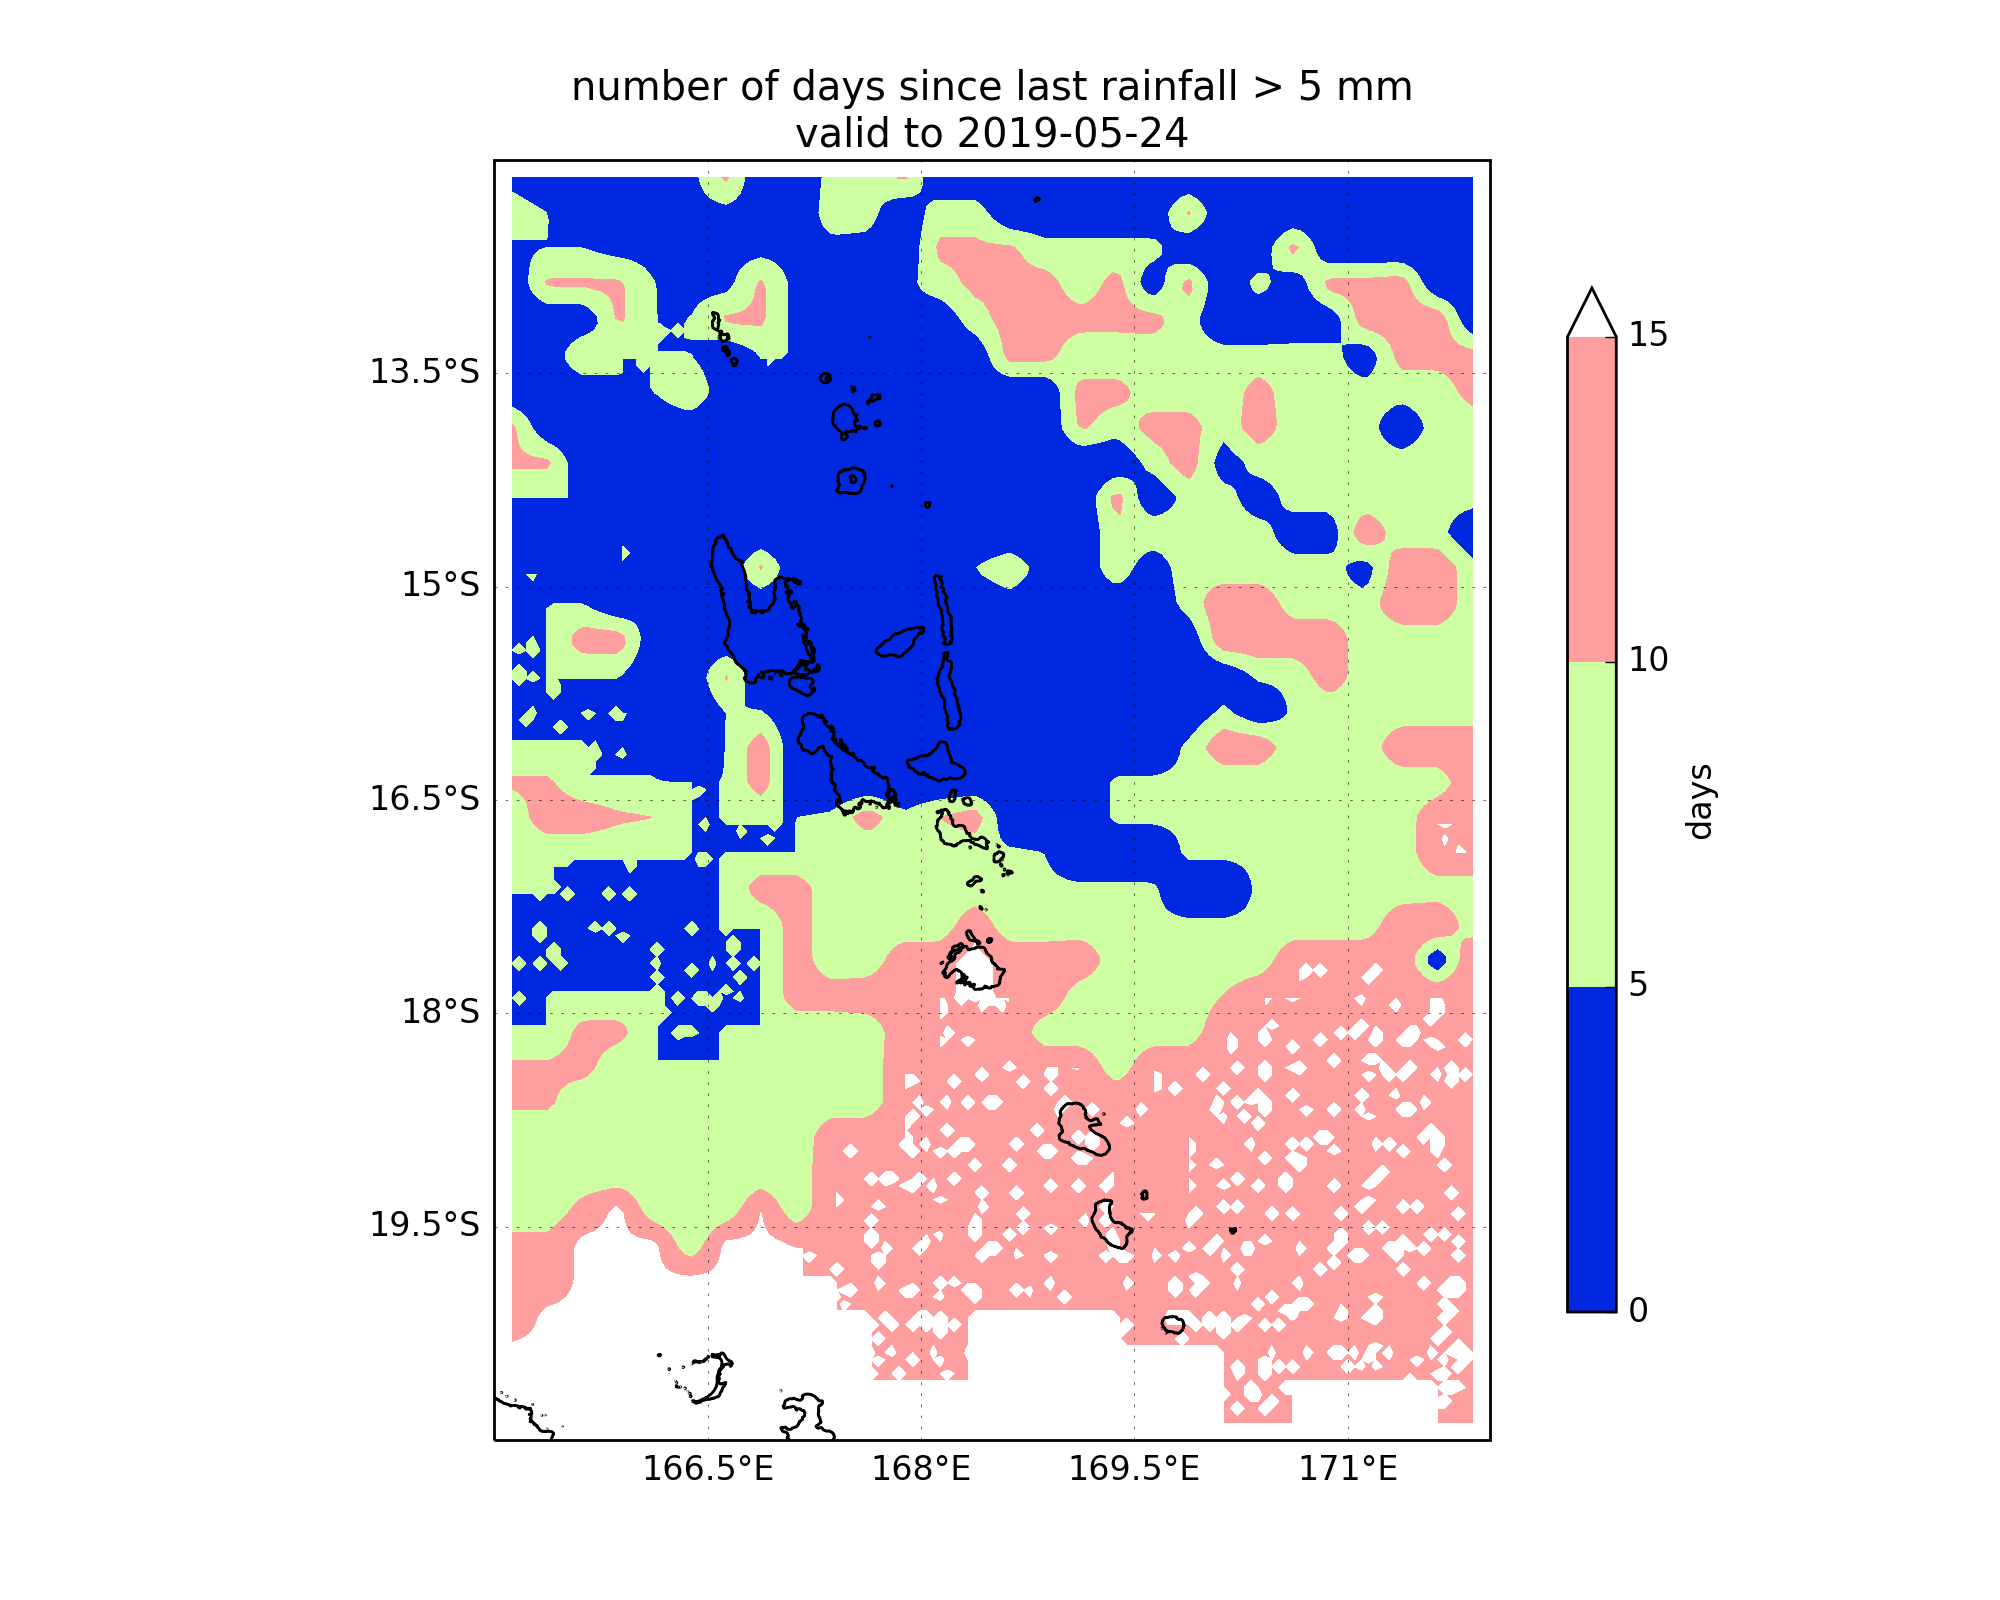 number of days since last rainfall > 5 mm
valid to 2019-05-24
13.5°S
15°S
16.5°S
18°S
19.5°S
166.5°E
168°E
169.5°E
171°E
15
10
5
0
days